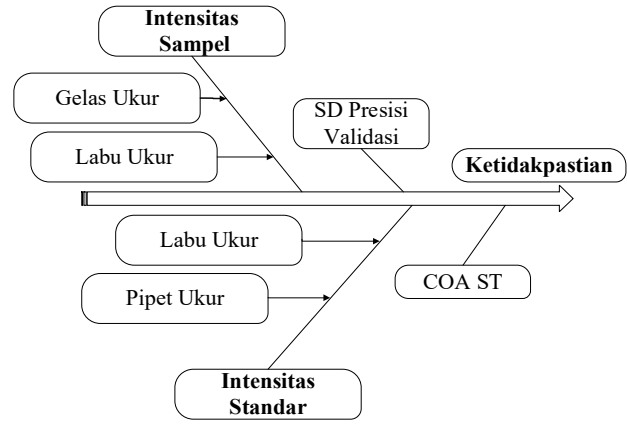 Intensitas
Sampel
Gelas Ukur
Labu Ukur
SD Presisi
Validasi
Ketidakpastian
Labu Ukur
Pipet Ukur
COA ST
Intensitas
Standar